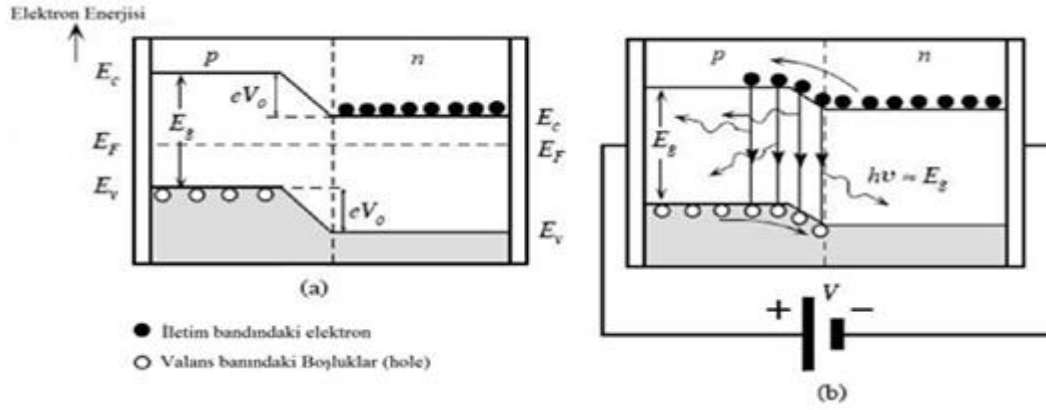 Elektron Enerjisi
p
n
E_c
eV_o
E_g
E_c
E_F
E_F
E_v
eV_o
E_v
(a)
● İletim bandındaki elektron
○ Valans banındaki Boşluklar (hole)
p
n
E_g
hυ ≈ E_g
+
V
−
(b)